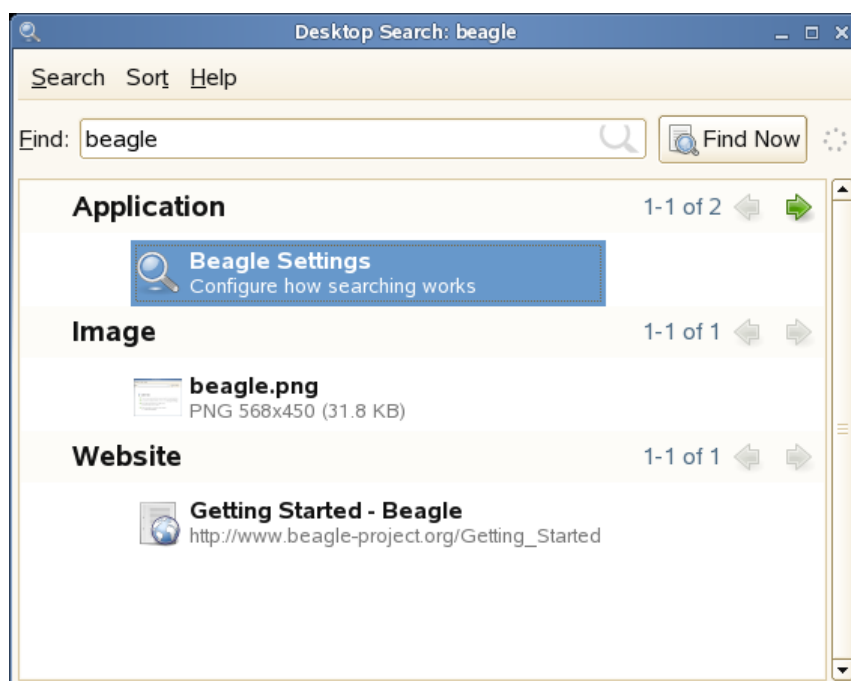 Desktop Search: beagle
Search Sort Help
Find: beagle Find Now
Application 1-1 of 2
Beagle Settings
Configure how searching works
Image 1-1 of 1
beagle.png
PNG 568x450 (31.8 KB)
Website 1-1 of 1
Getting Started - Beagle
http://www.beagle-project.org/Getting_Started